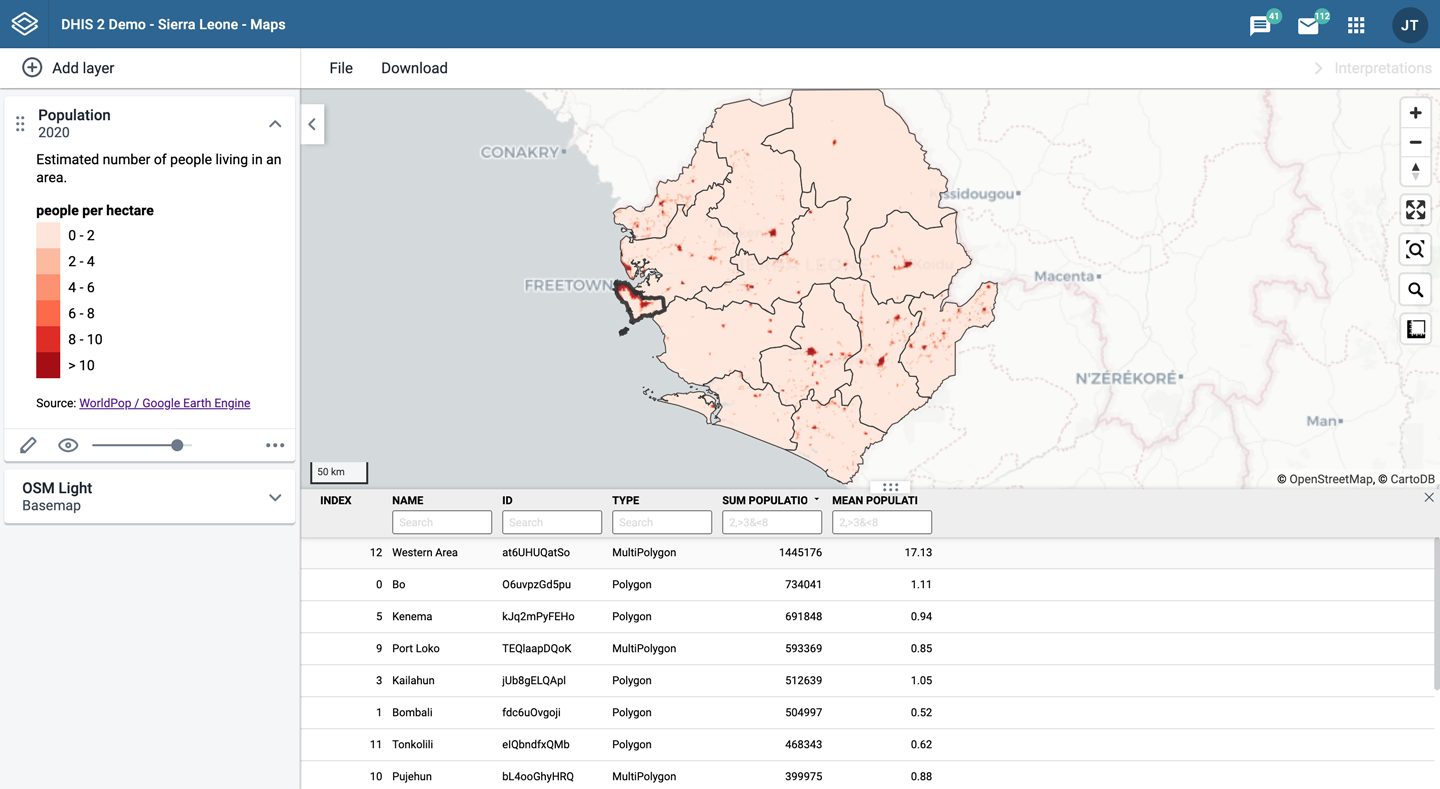 DHIS 2 Demo - Sierra Leone - Maps
41
112
JT
Add layer
File
Download
Interpretations
Population
2020
Estimated number of people living in an
area.
people per hectare
0 - 2
2 - 4
4 - 6
6 - 8
8 - 10
> 10
Source: WorldPop / Google Earth Engine
OSM Light
Basemap
CONAKRY
ssidougou
FREETOWN
Macenta
N'ZÉRÉKORÉ
Man
50 km
© OpenStreetMap, © CartoDB
INDEX NAME ID TYPE SUM POPULATIO MEAN POPULATI
Search Search Search 2,>3&<8 2,>3&<8
12 Western Area at6UHUQatSo MultiPolygon 1445176 17.13
0 Bo O6uvpzGd5pu Polygon 734041 1.11
5 Kenema kJq2mPyFEHo Polygon 691848 0.94
9 Port Loko TEQlaapDQoK MultiPolygon 593369 0.85
3 Kailahun jUb8gELQApl Polygon 512639 1.05
1 Bombali fdc6uOvgoji Polygon 504997 0.52
11 Tonkolili eIQbndfxQMb Polygon 468343 0.62
10 Pujehun bL4ooGhyHRQ MultiPolygon 399975 0.88